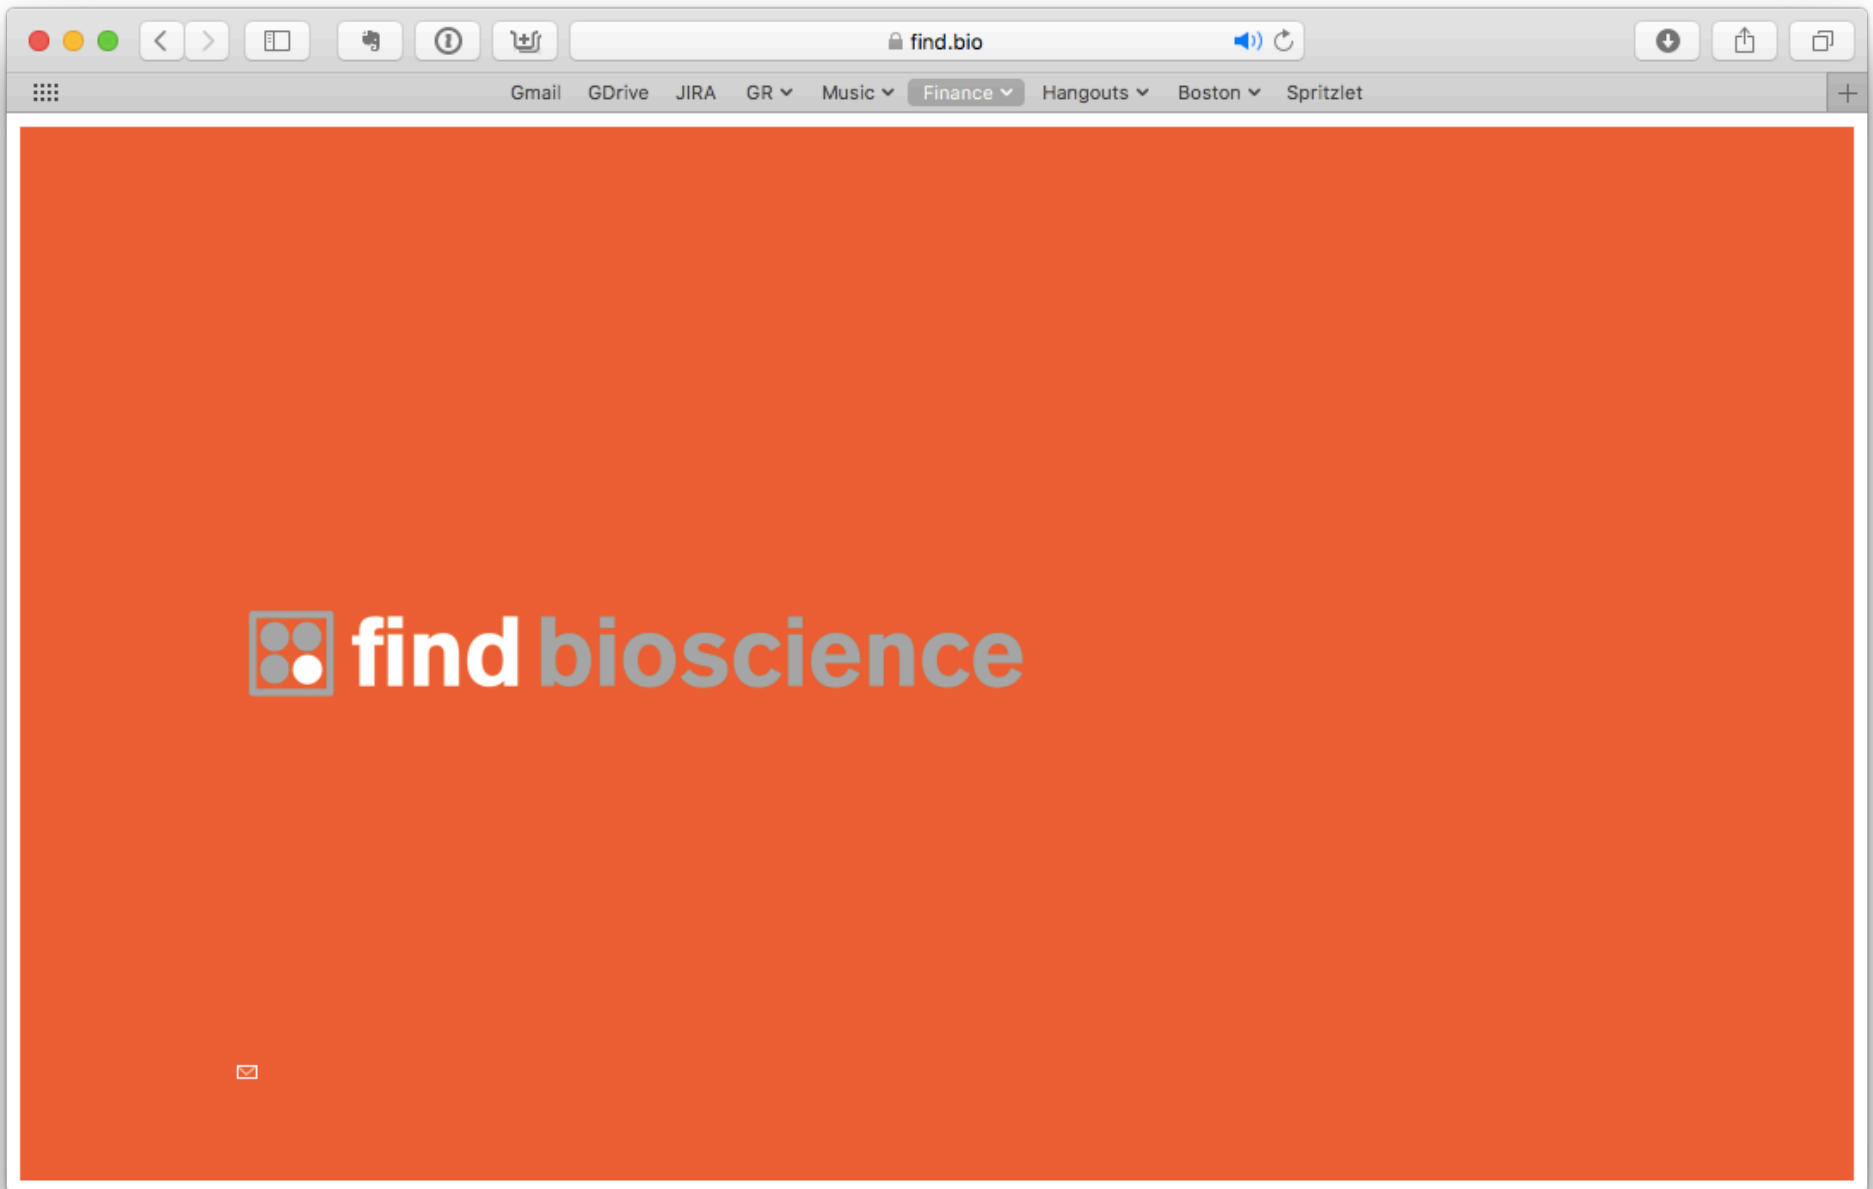 find.bio
Gmail GDrive JIRA GR Music Finance Hangouts Boston Spritzlet
find bioscience